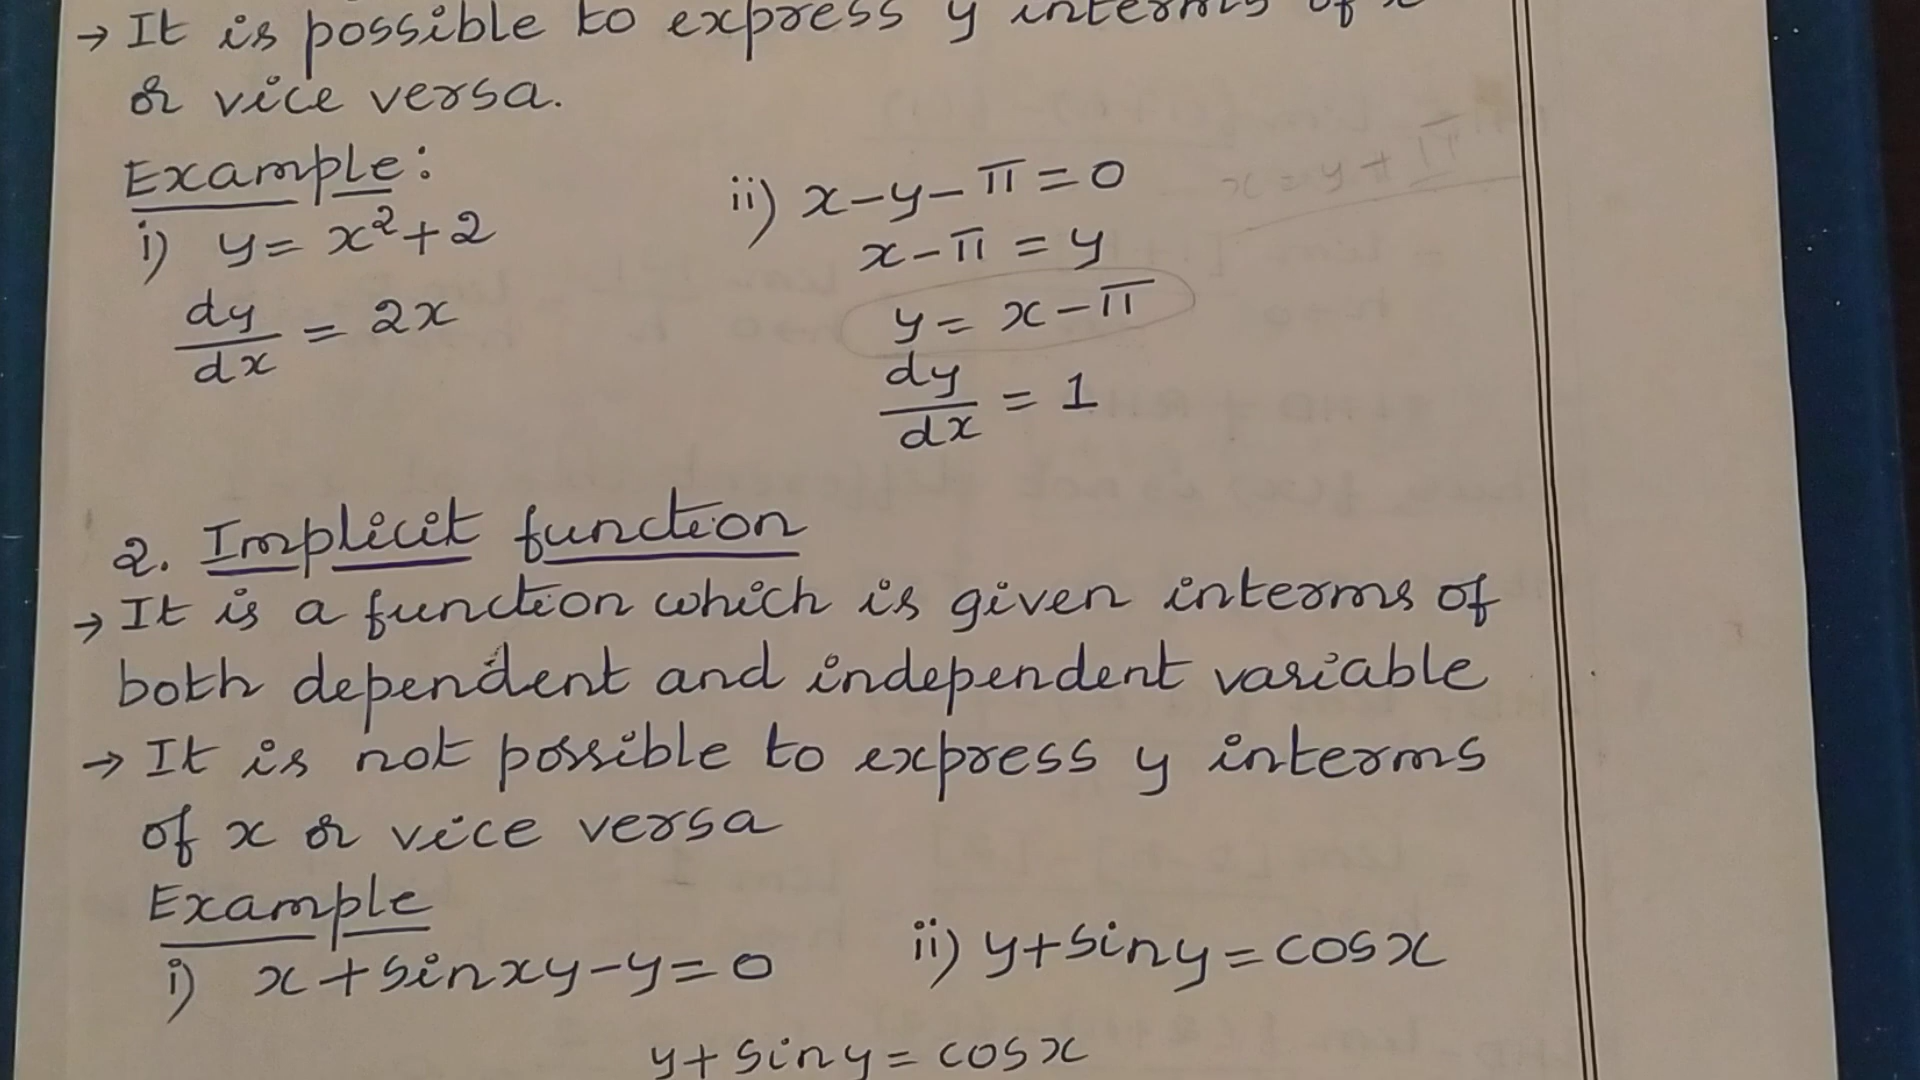 → It is possible to express y interms of x
or vice versa.
Example:
i) y = x²+2
dy/dx = 2x
ii) x-y-π=0
x-π = y
y = x-π
dy/dx = 1
x = y + π
2. Implicit function
→ It is a function which is given interms of
both dependent and independent variable
→ It is not possible to express y interms
of x or vice versa
Example
i) x+sinxy-y=0
ii) y+siny=cosx
y+siny=cosx